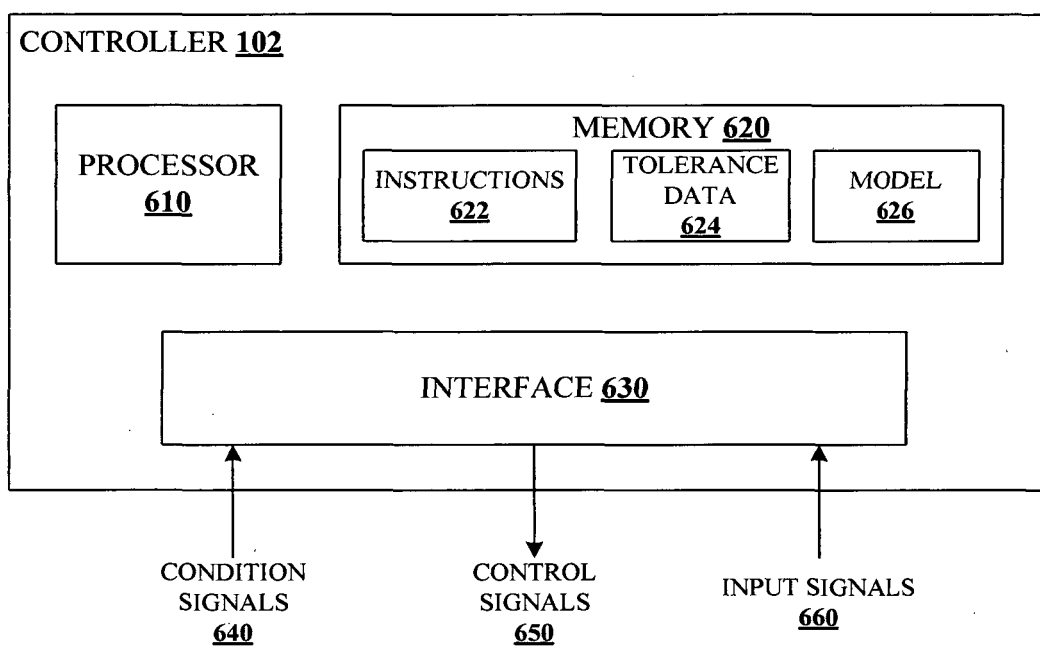 CONTROLLER 102
PROCESSOR
610
MEMORY 620
INSTRUCTIONS
622
TOLERANCE
DATA
624
MODEL
626
INTERFACE 630
CONDITION
SIGNALS
640
CONTROL
SIGNALS
650
INPUT SIGNALS
660